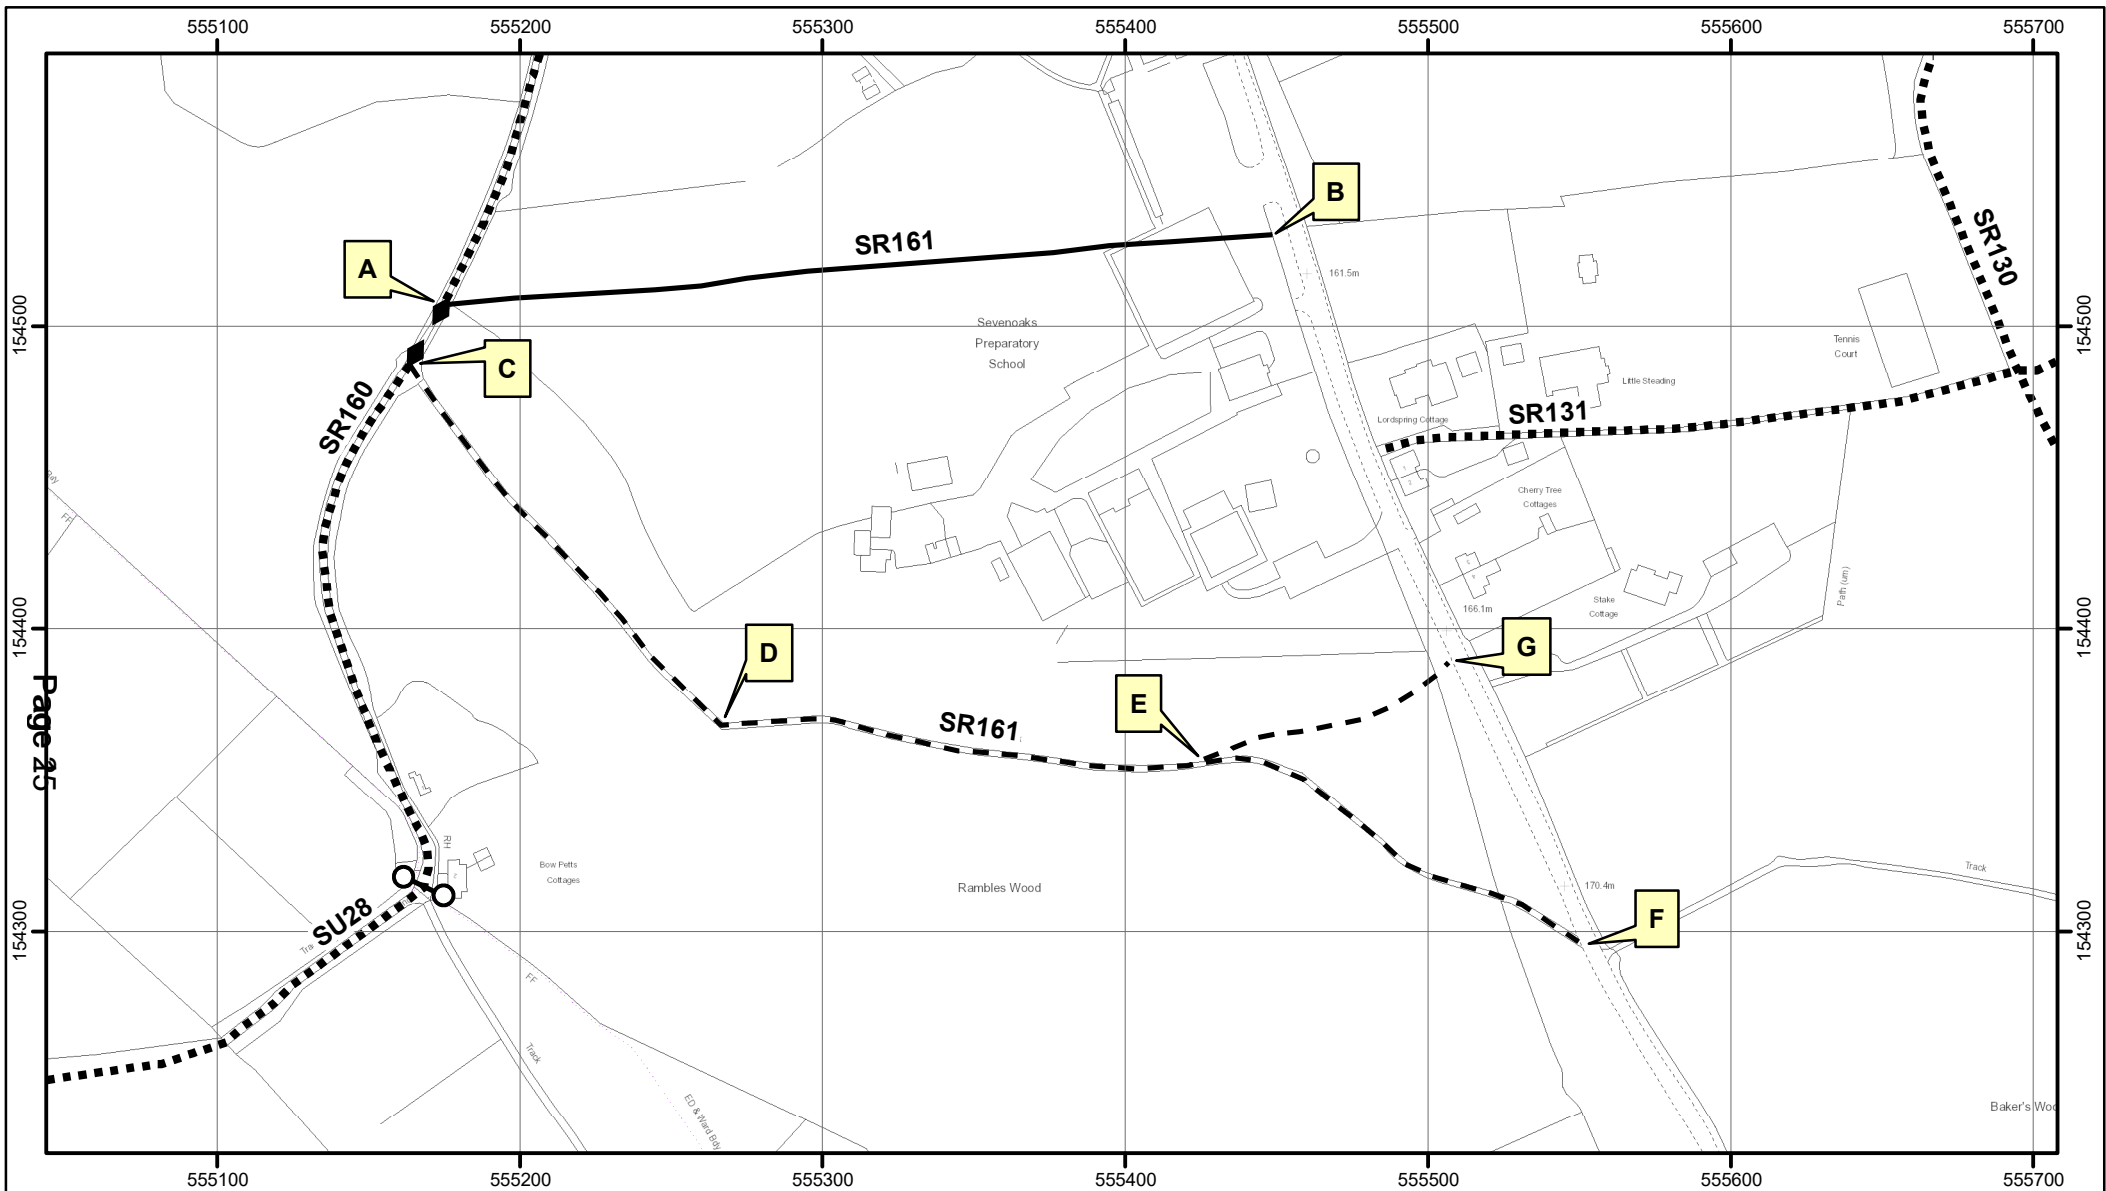 555100 555200 555300 555400 555500 555600 555700
B
SR161
A
161.5m
SR130
154500
154500
Sevenoaks
Preparatory
School
Tennis
Court
C
Little Steading
SR160
Lordspring Cottage
SR131
FF
Cherry Tree
Cottages
Path (um)
Stake
Cottage
166.1m
154400
154400
D
G
Page 25
E
SR161
RH
Bow Petts
Cottages
Rambles Wood
170.4m
Track
F
SU28
154300
154300
FF
Track
ED & Ward Bdy
Baker's Woo
555100 555200 555300 555400 555500 555600 555700